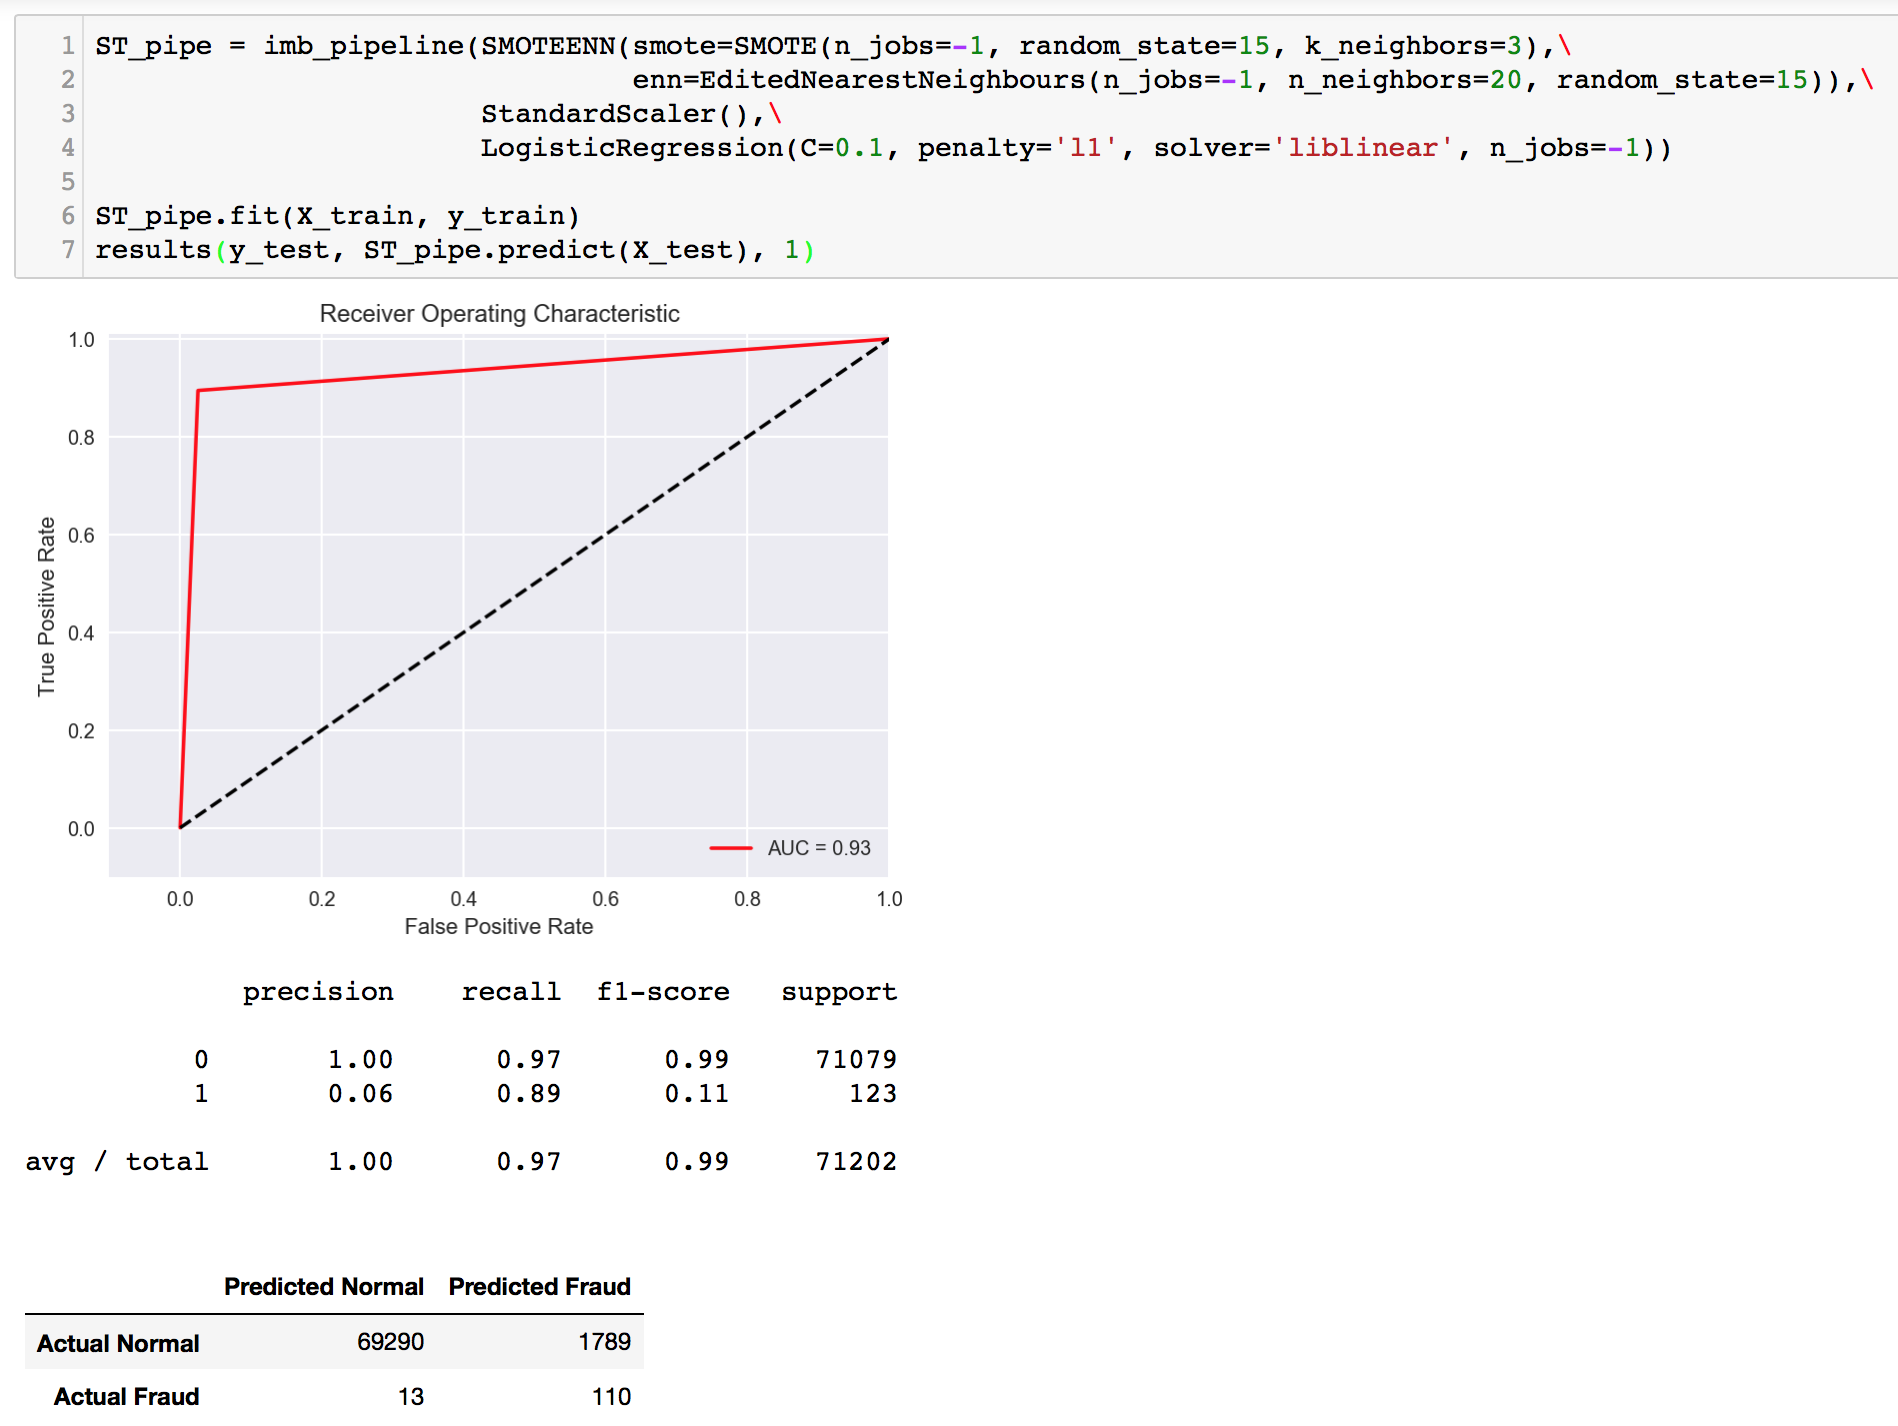 1 ST_pipe = imb_pipeline(SMOTEENN(smote=SMOTE(n_jobs=-1, random_state=15, k_neighbors=3),\
2 enn=EditedNearestNeighbours(n_jobs=-1, n_neighbors=20, random_state=15)),\
3 StandardScaler(),\
4 LogisticRegression(C=0.1, penalty='l1', solver='liblinear', n_jobs=-1))
5
6 ST_pipe.fit(X_train, y_train)
7 results(y_test, ST_pipe.predict(X_test), 1)
Receiver Operating Characteristic
1.0
0.8
0.6
0.4
0.2
0.0
True Positive Rate
AUC = 0.93
0.0 0.2 0.4 0.6 0.8 1.0
False Positive Rate
precision recall f1-score support
0 1.00 0.97 0.99 71079
1 0.06 0.89 0.11 123
avg / total 1.00 0.97 0.99 71202
Predicted Normal Predicted Fraud
Actual Normal 69290 1789
Actual Fraud 13 110